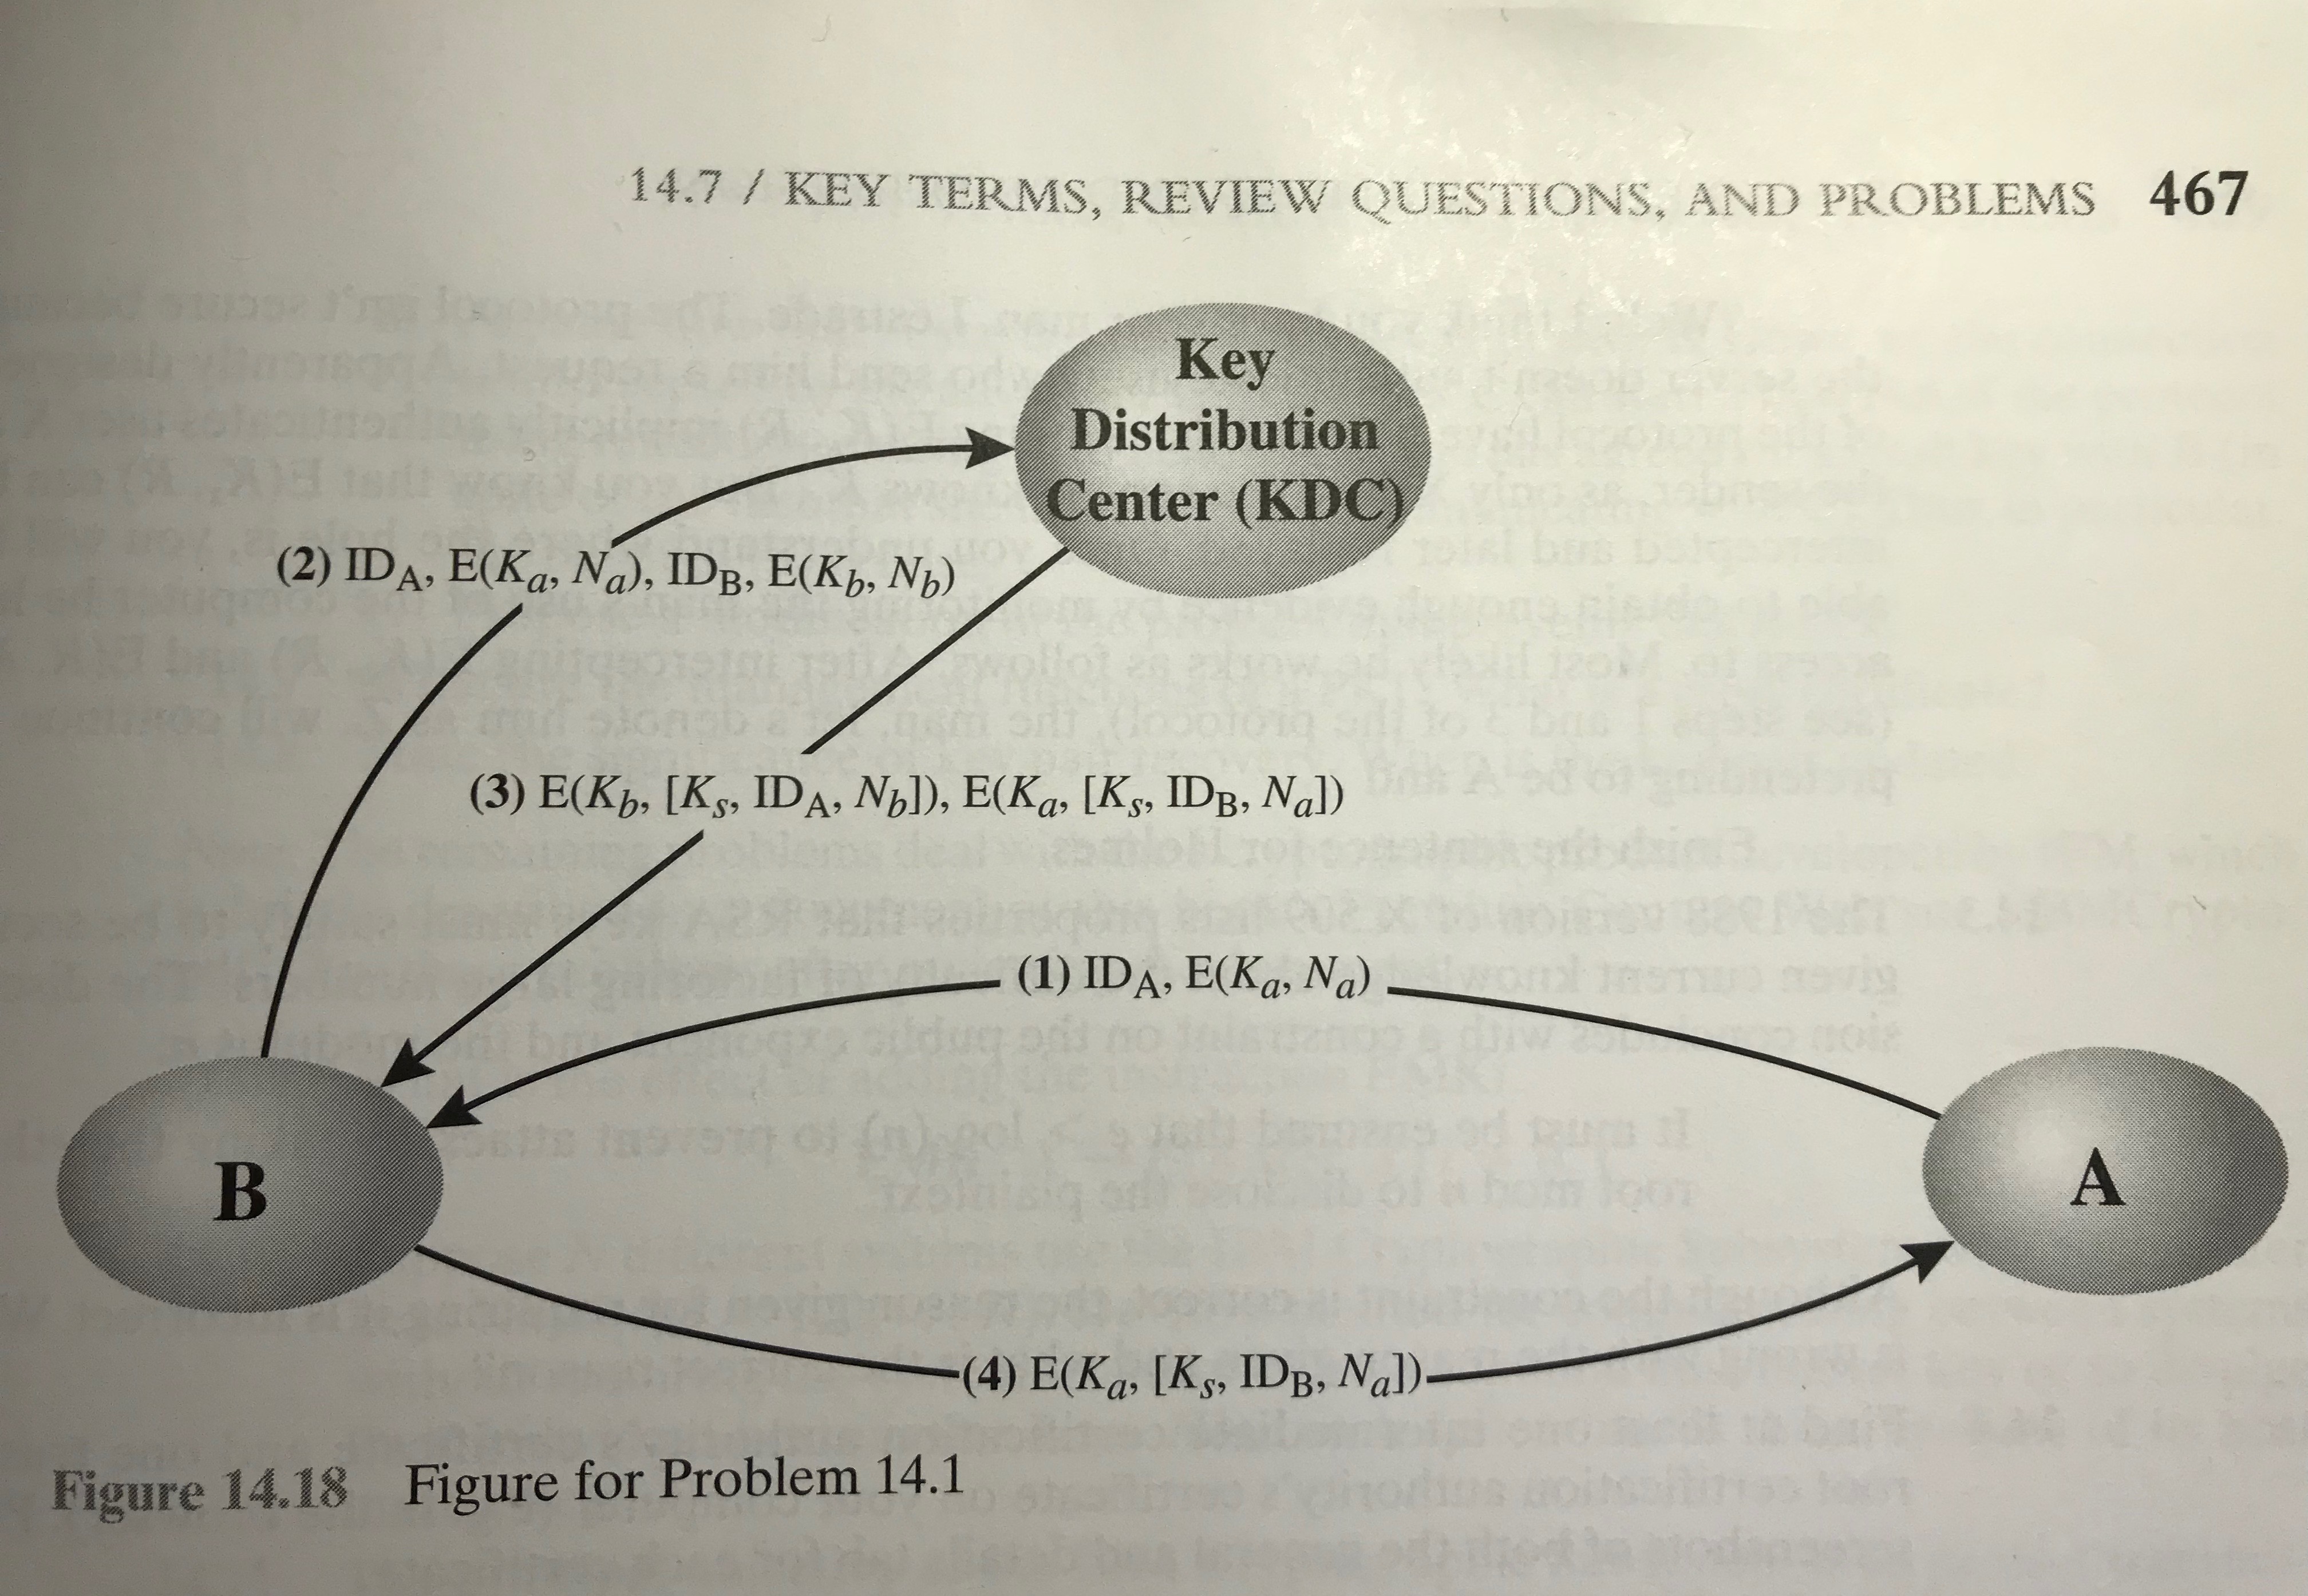 14.7 / KEY TERMS, REVIEW QUESTIONS, AND PROBLEMS 467
Key
Distribution
Center (KDC)
(2) ID_A, E(K_a, N_a), ID_B, E(K_b, N_b)
(3) E(K_b, [K_s, ID_A, N_b]), E(K_a, [K_s, ID_B, N_a])
(1) ID_A, E(K_a, N_a)
B
A
(4) E(K_a, [K_s, ID_B, N_a])
Figure 14.18 Figure for Problem 14.1